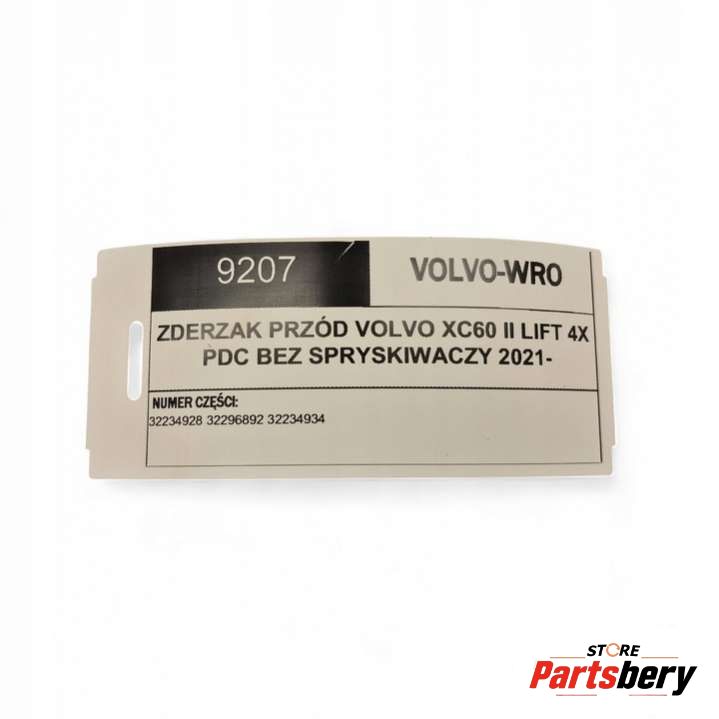 9207
VOLVO-WRO
ZDERZAK PRZÓD VOLVO XC60 II LIFT 4X
PDC BEZ SPRYSKIWACZY 2021-
NUMER CZĘŚCI:
32234928 32296892 32234934
STORE
Partsbery